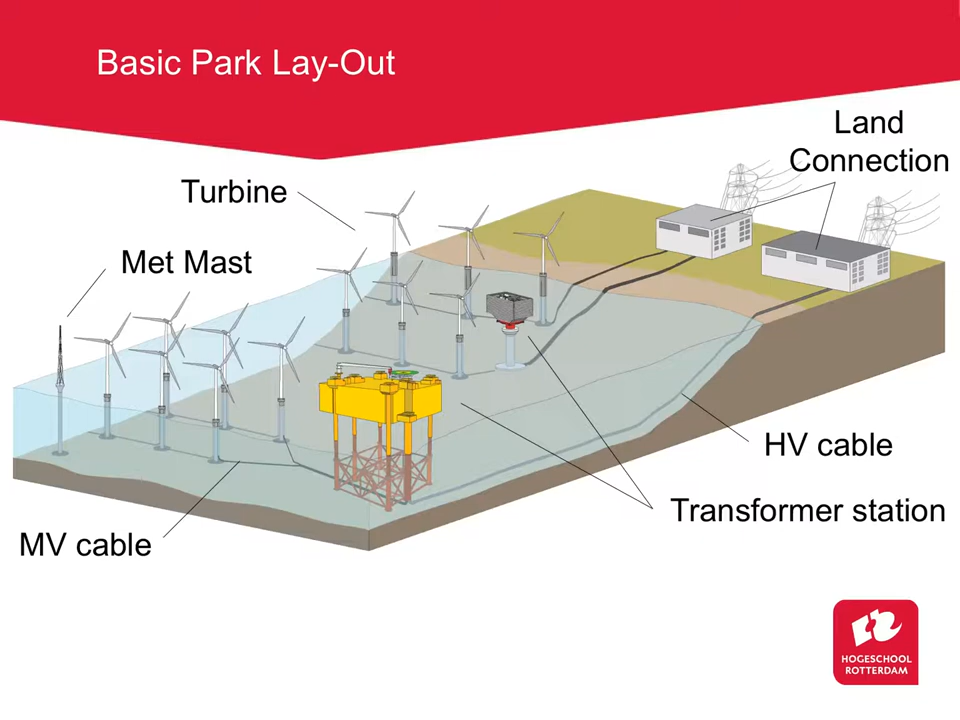 Basic Park Lay-Out
Land
Connection
Turbine
Met Mast
HV cable
Transformer station
MV cable
HOGESCHOOL
ROTTERDAM